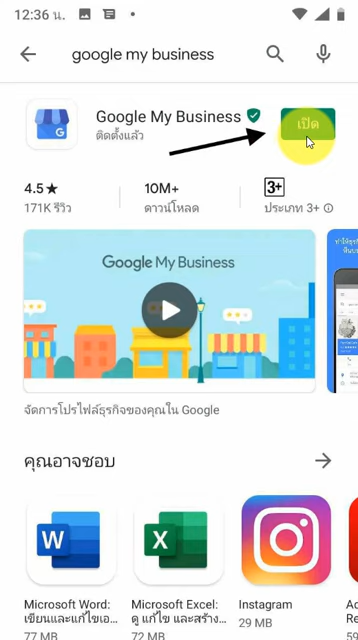 12:36 น.
google my business
Google My Business
ติดตั้งแล้ว
เปิด
4.5★
171K รีวิว
10M+
ดาวน์โหลด
3+
ประเภท 3+
Google My Business
จัดการโปรไฟล์ธุรกิจของคุณใน Google
คุณอาจชอบ
W
X
Microsoft Word:
เขียนและแก้ไขเอ...
77 MB
Microsoft Excel:
ดู แก้ไข และสร้าง...
72 MB
Instagram
29 MB